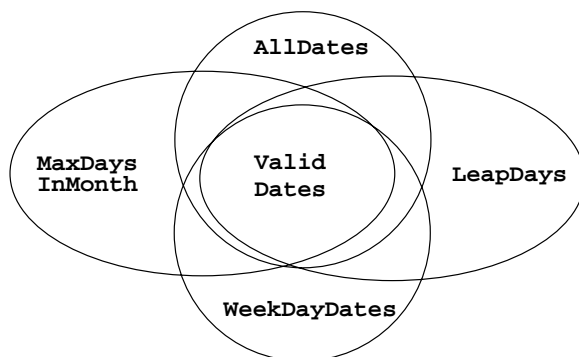 AllDates
MaxDays
InMonth
Valid
Dates
LeapDays
WeekDayDates